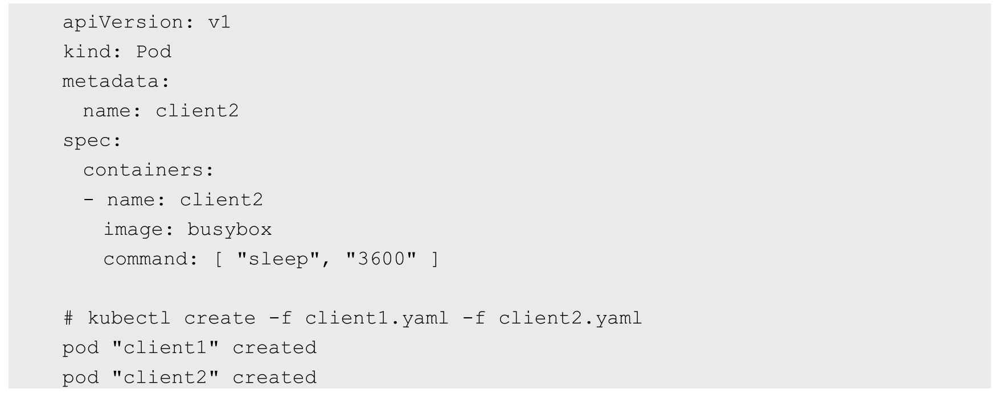 apiVersion: v1
kind: Pod
metadata:
  name: client2
spec:
  containers:
  - name: client2
    image: busybox
    command: [ "sleep", "3600" ]

# kubectl create -f client1.yaml -f client2.yaml
pod "client1" created
pod "client2" created